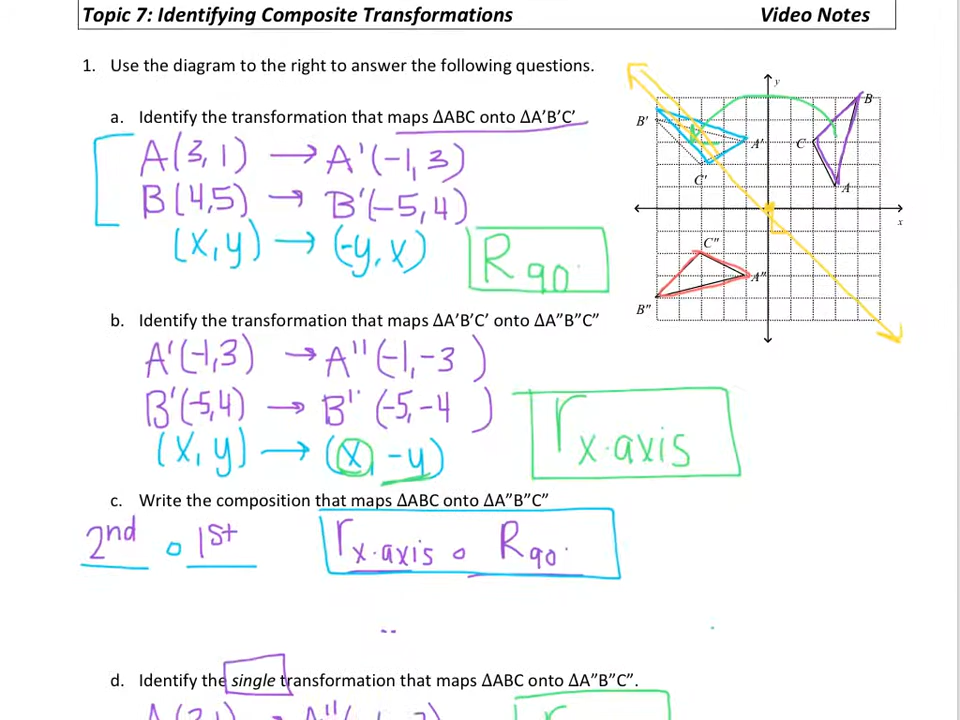 Topic 7: Identifying Composite Transformations Video Notes
1. Use the diagram to the right to answer the following questions.
a. Identify the transformation that maps ΔABC onto ΔA'B'C'
A(3,1) → A'(-1,3)
B(4,5) → B'(-5,4)
(x,y) → (-y,x) R90°
y
B
B'
A'
C
C'
A
x
C"
A"
B"
b. Identify the transformation that maps ΔA'B'C' onto ΔA"B"C"
A'(-1,3) → A"(-1,-3)
B'(-5,4) → B"(-5,-4)
(x,y) → (x,-y) r x-axis
c. Write the composition that maps ΔABC onto ΔA"B"C"
2nd ∘ 1st r x-axis ∘ R90°
d. Identify the single transformation that maps ΔABC onto ΔA"B"C".